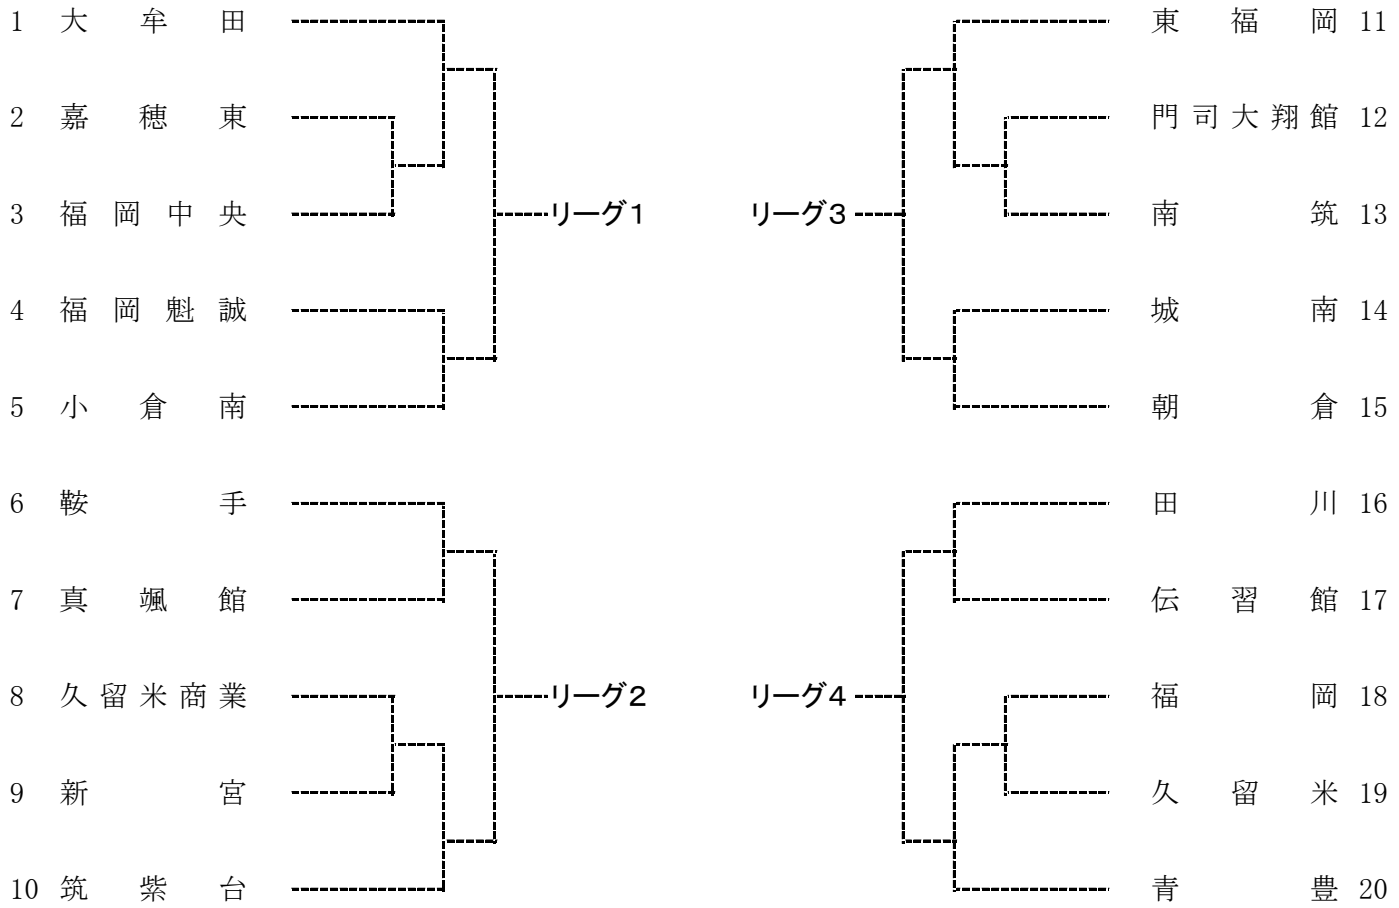 1 大牟田
2 嘉穂東
3 福岡中央
リーグ1
4 福岡魁誠
5 小倉南
6 鞍手
7 真颯館
8 久留米商業
リーグ2
9 新宮
10 筑紫台
東福岡 11
門司大翔館 12
リーグ3
南筑 13
城南 14
朝倉 15
田川 16
伝習館 17
リーグ4
福岡 18
久留米 19
青豊 20